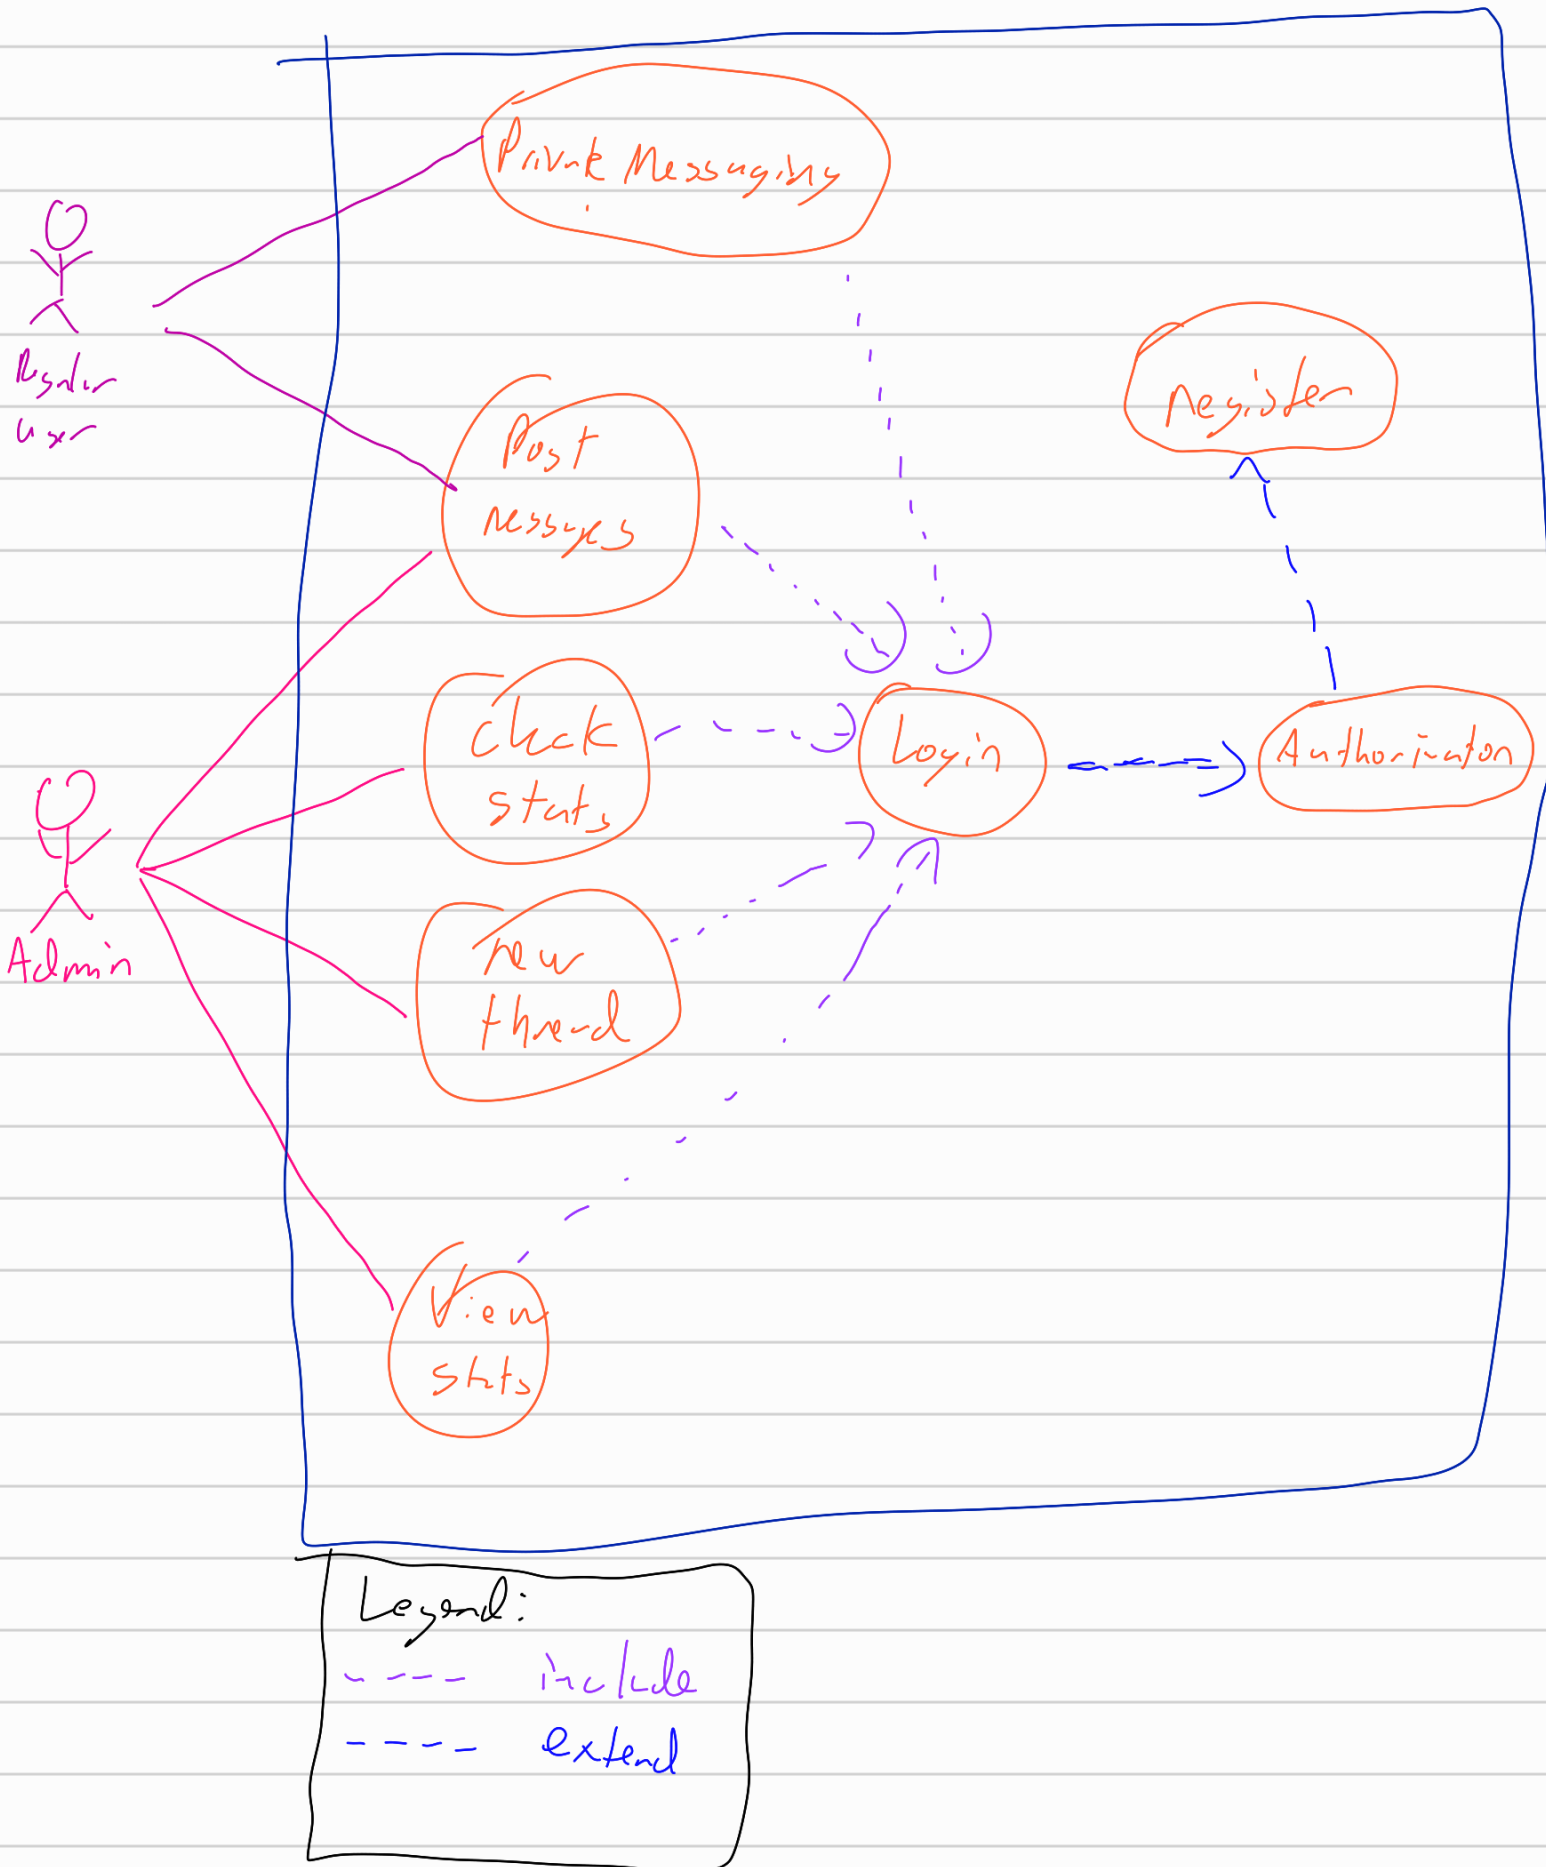 Private Messaging
Regular
user
Post
messages
Register
Check
stats
Login
Authorization
new
thread
Admin
View
stats
Legend:
---- include
---- extend